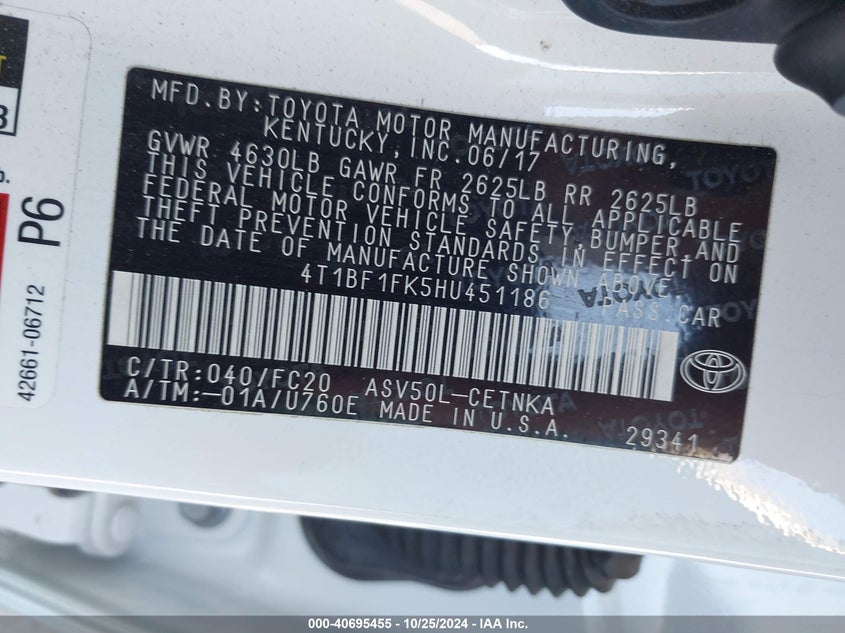 MFD. BY: TOYOTA MOTOR MANUFACTURING,
KENTUCKY, INC. 06/17
GVWR 4630LB GAWR FR 2625LB RR 2625LB
THIS VEHICLE CONFORMS TO ALL APPLICABLE
FEDERAL MOTOR VEHICLE SAFETY, BUMPER AND
THEFT PREVENTION STANDARDS IN EFFECT ON
THE DATE OF MANUFACTURE SHOWN ABOVE.
4T1BF1FK5HU451186 PASS.CAR
C/TR:040/FC20 ASV50L-CETNKA
A/TM:-01A/U760E MADE IN U.S.A. 29341
P6
42661-06712
000-40695455 - 10/25/2024 - IAA Inc.